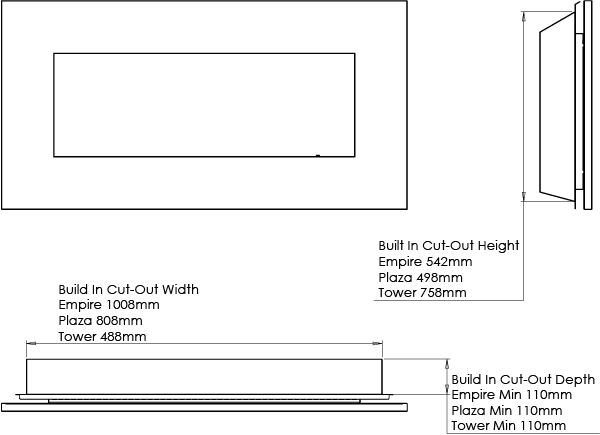 Built In Cut-Out Height
Empire 542mm
Plaza 498mm
Tower 758mm
Build In Cut-Out Width
Empire 1008mm
Plaza 808mm
Tower 488mm
Build In Cut-Out Depth
Empire Min 110mm
Plaza Min 110mm
Tower Min 110mm